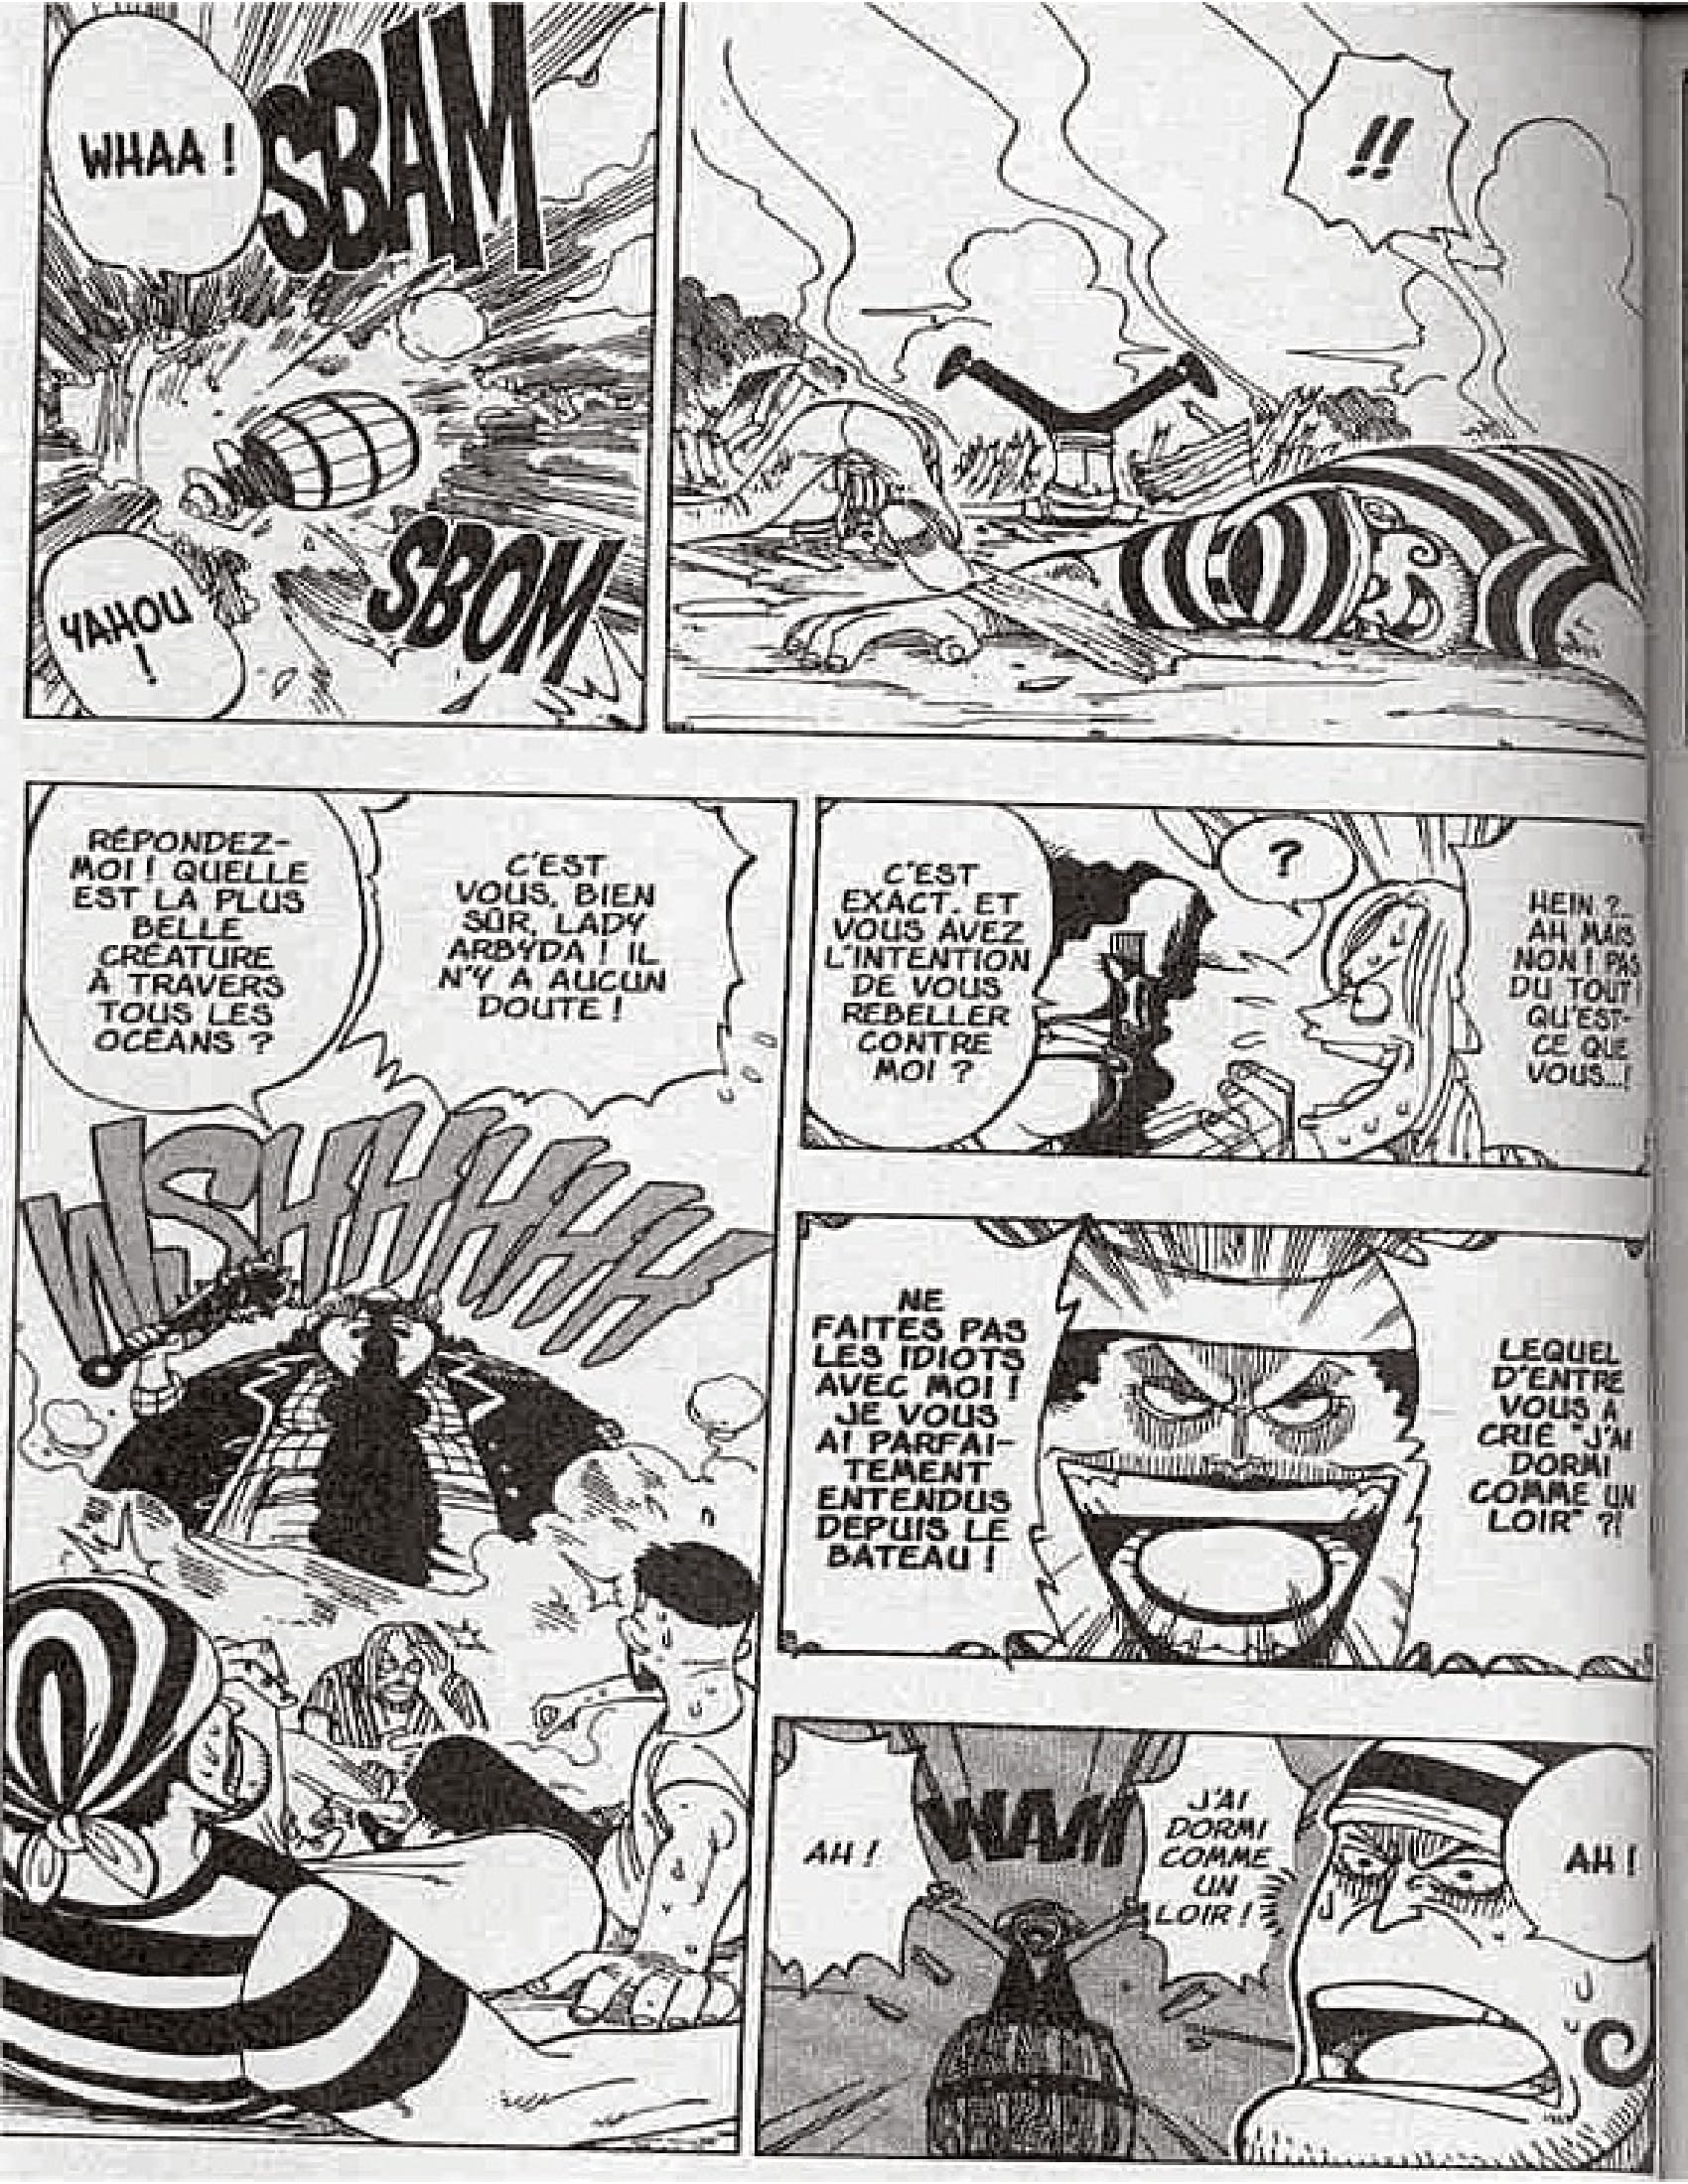 WHAA !
SBAM
YAHOU
!
SBOM
!!
RÉPONDEZ-
MOI ! QUELLE
EST LA PLUS
BELLE
CRÉATURE
À TRAVERS
TOUS LES
OCÉANS ?
C'EST
VOUS, BIEN
SÛR, LADY
ARBYDA ! IL
N'Y A AUCUN
DOUTE !
WSHHHHHH
C'EST
EXACT. ET
VOUS AVEZ
L'INTENTION
DE VOUS
REBELLER
CONTRE
MOI ?
?
HEIN ?
AH MAIS
NON ! PAS
DU TOUT !
QU'EST-
CE QUE
VOUS...!
NE
FAITES PAS
LES IDIOTS
AVEC MOI !
JE VOUS
AI PARFAI-
TEMENT
ENTENDUS
DEPUIS LE
BATEAU !
LEQUEL
D'ENTRE
VOUS A
CRIÉ "J'AI
DORMI
COMME UN
LOIR" ?!
AH !
WAM
J'AI
DORMI
COMME
UN
LOIR !
AH !